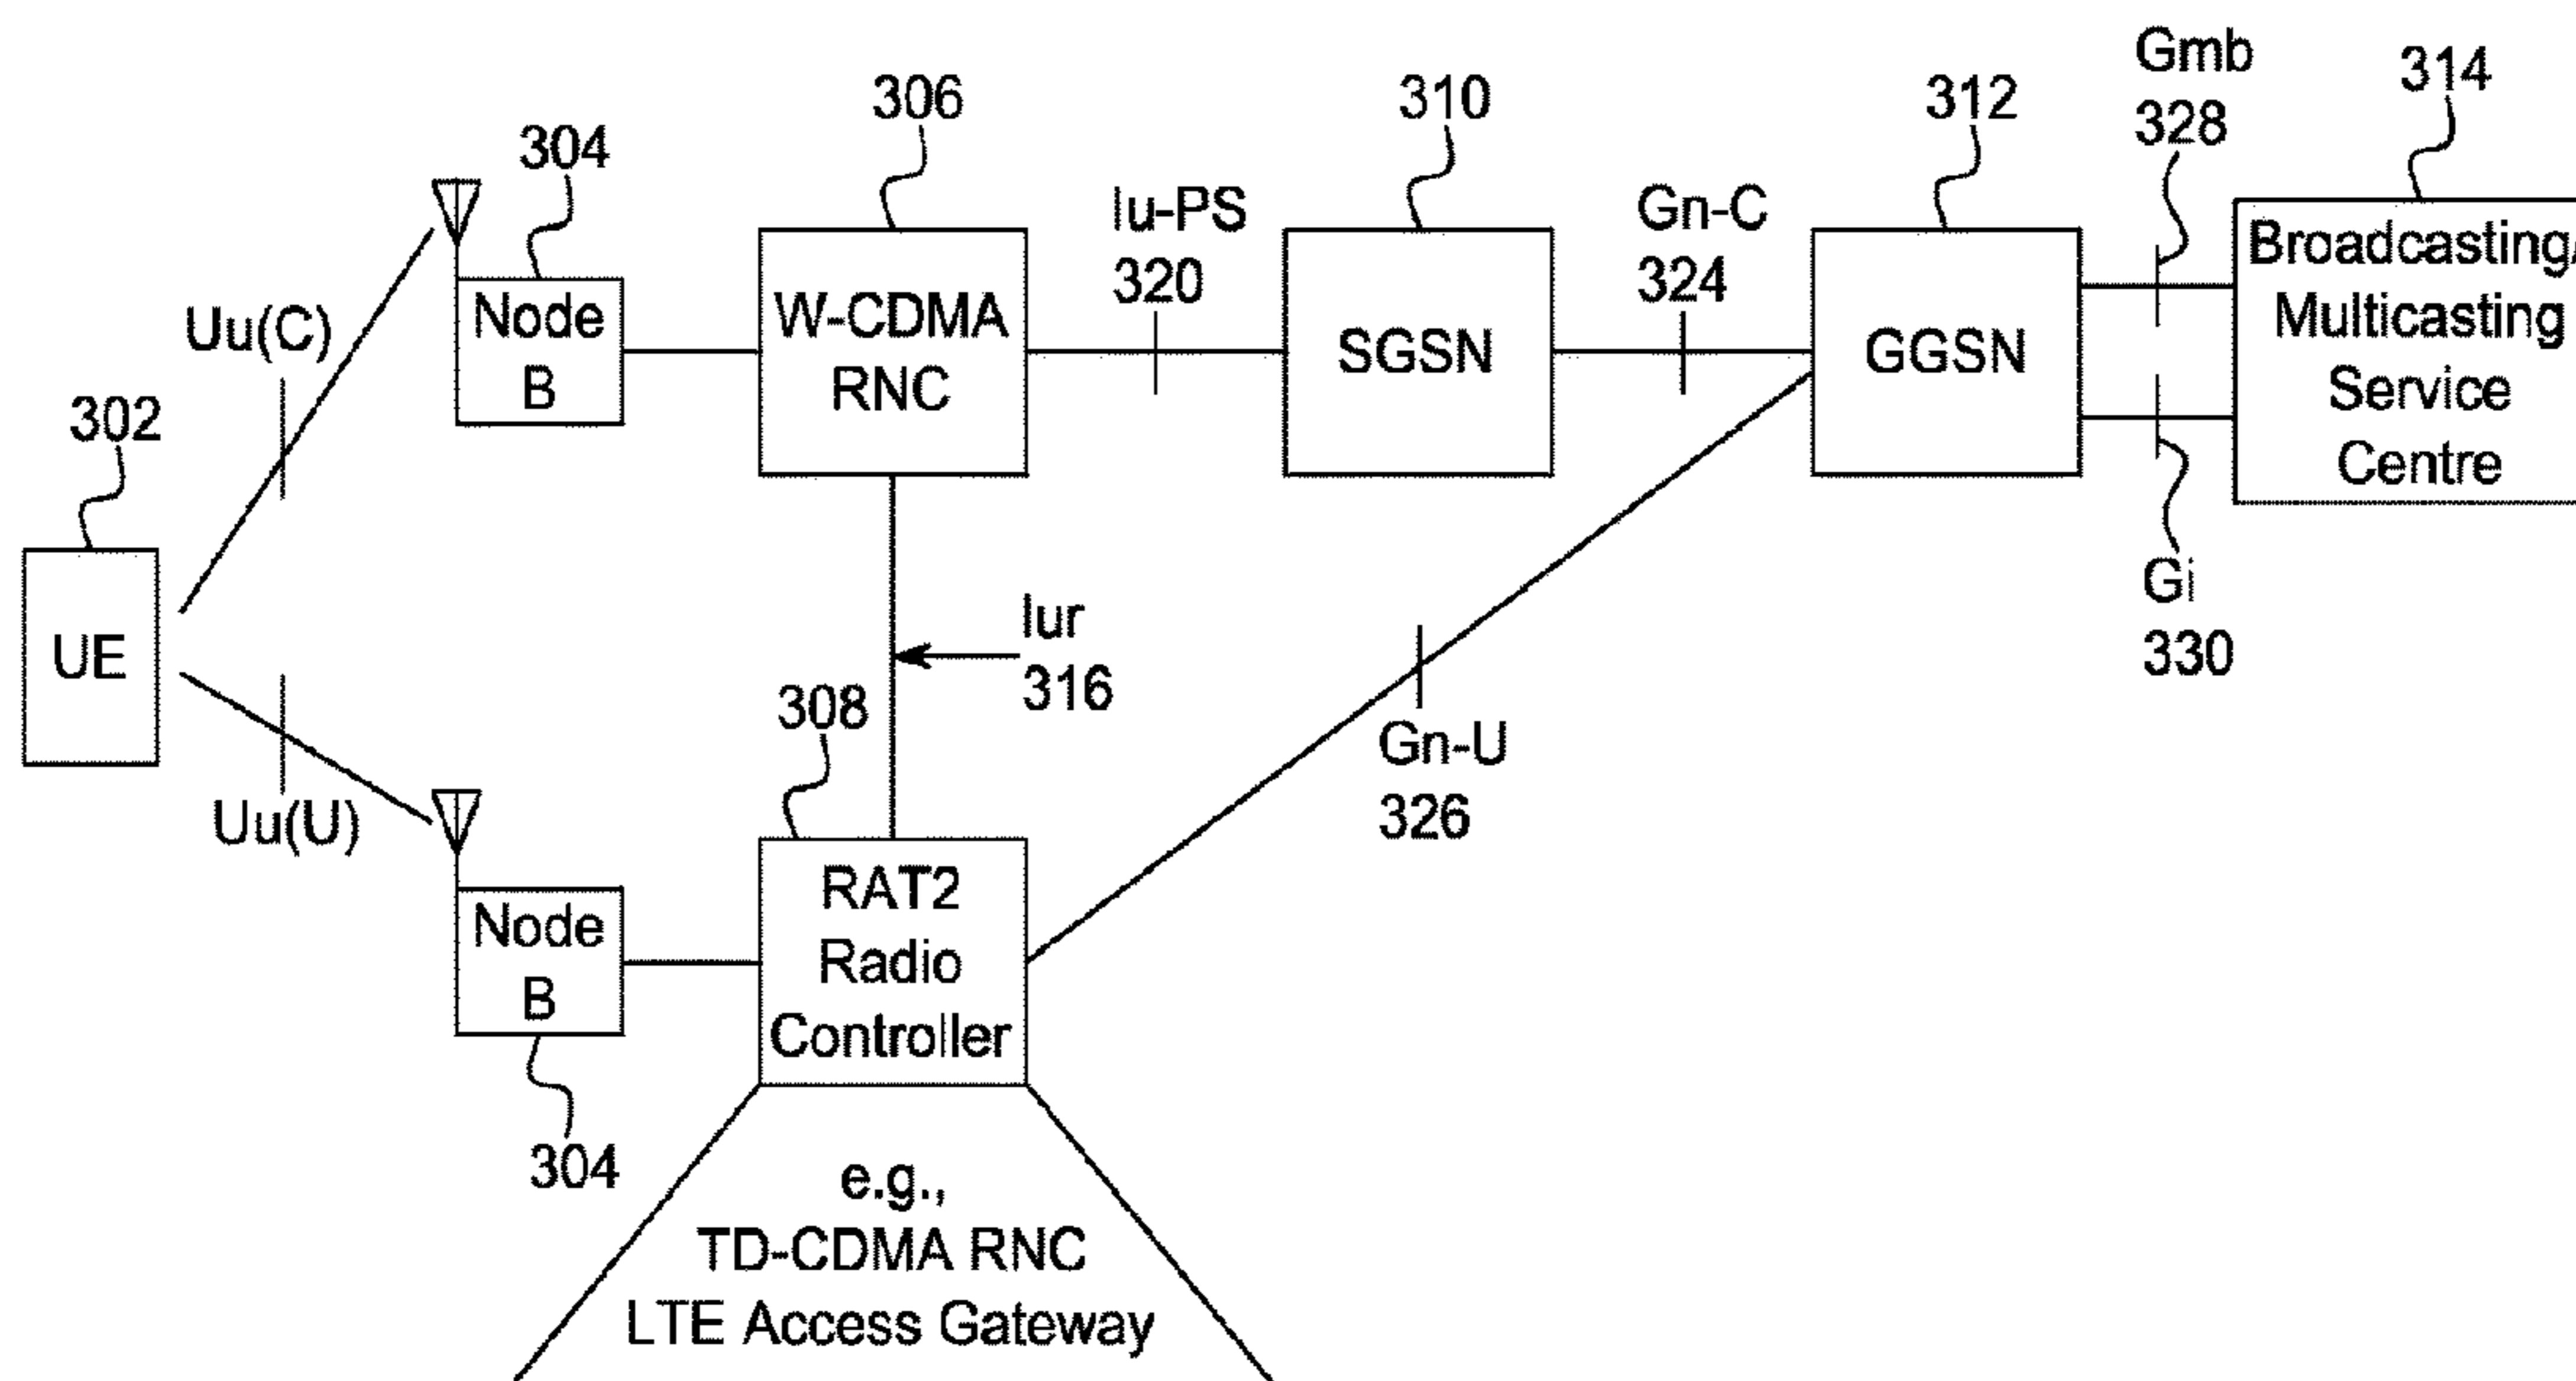 Gmb
328
314
306
310
312
304
Iu-PS
320
Gn-C
324
Uu(C)
Node
B
W-CDMA
RNC
SGSN
GGSN
Broadcasting/
Multicasting
Service
Centre
302
UE
Iur
316
Gi
330
308
Gn-U
326
Uu(U)
Node
B
RAT2
Radio
Controller
304
e.g.,
TD-CDMA RNC
LTE Access Gateway